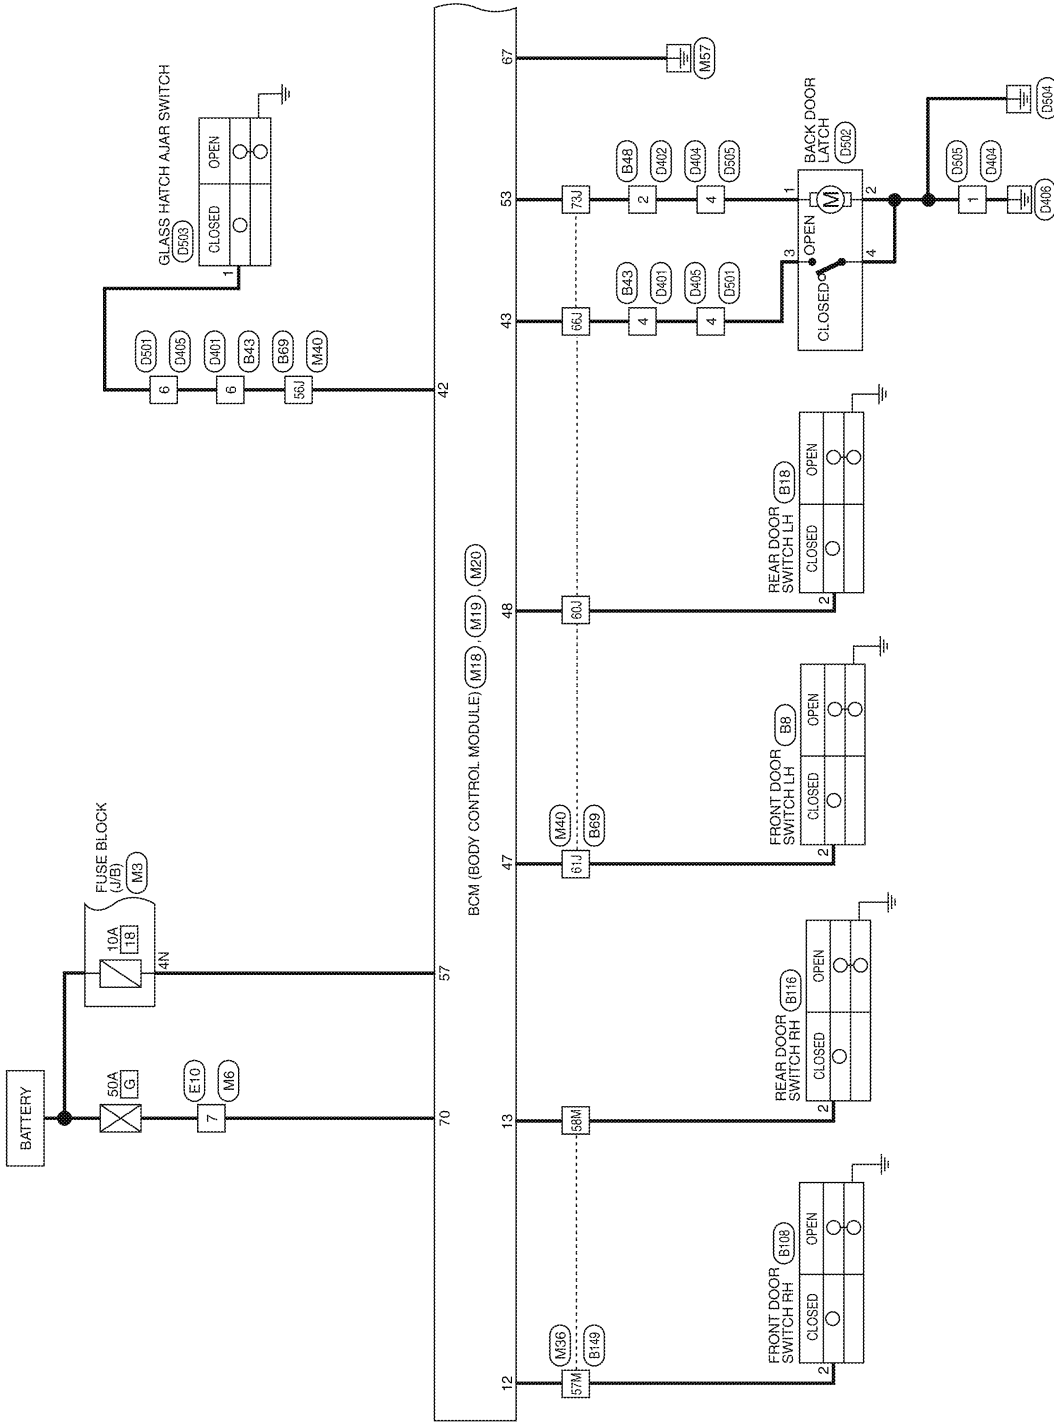 BATTERY
50A
G
E10
7
M6
70
FUSE BLOCK
(J/B)
M3
10A
18
4N
57
GLASS HATCH AJAR SWITCH
D503
CLOSED
OPEN
1
D501
6
D405
D401
6
B43
B69
56J
M40
42
BCM (BODY CONTROL MODULE) M18 , M19 , M20
12
13
47
48
43
53
67
M36
57M
B149
58M
M40
61J
B69
60J
66J
73J
M57
B43
4
D401
D405
4
D501
B48
2
D402
D404
4
D505
FRONT DOOR
SWITCH RH
B108
2
CLOSED
OPEN
REAR DOOR
SWITCH RH
B116
2
CLOSED
OPEN
FRONT DOOR
SWITCH LH
B8
2
CLOSED
OPEN
REAR DOOR
SWITCH LH
B18
2
CLOSED
OPEN
BACK DOOR
LATCH
D502
3
1
OPEN
CLOSED
M
4
2
D505
1
D404
D406
D504